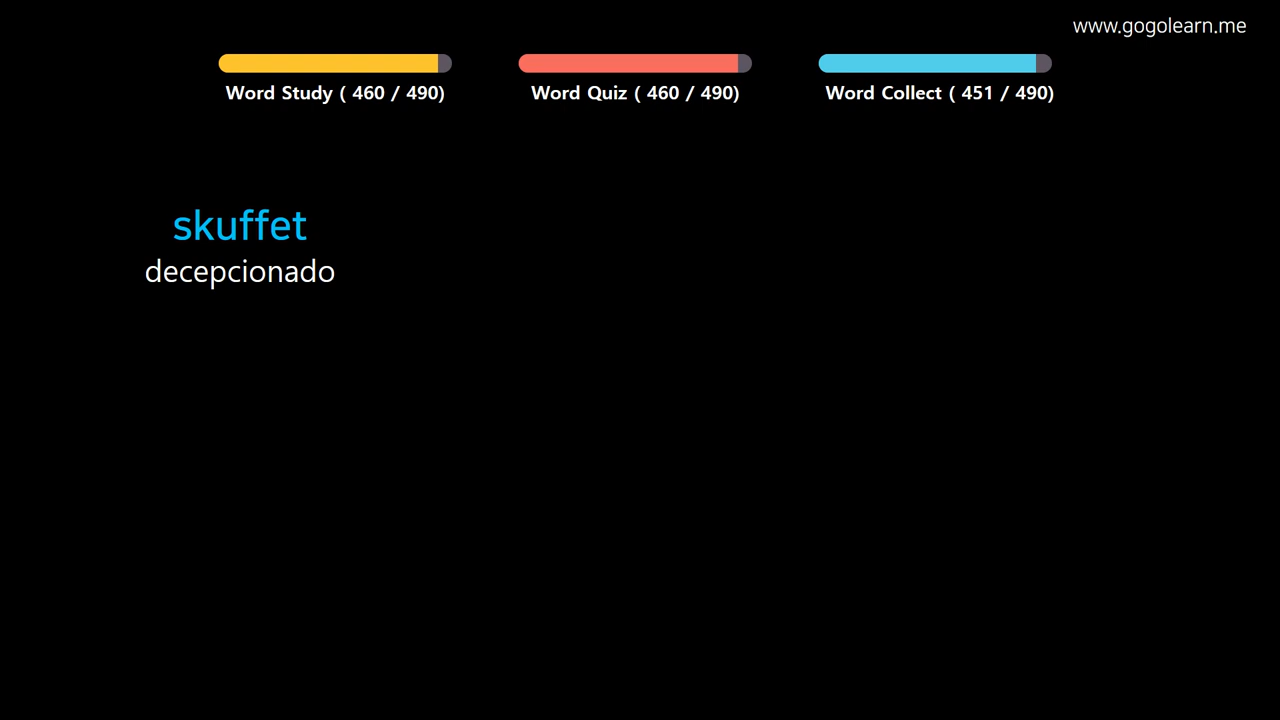 www.gogolearn.me
Word Study ( 460 / 490)
Word Quiz ( 460 / 490)
Word Collect ( 451 / 490)
skuffet
decepcionado